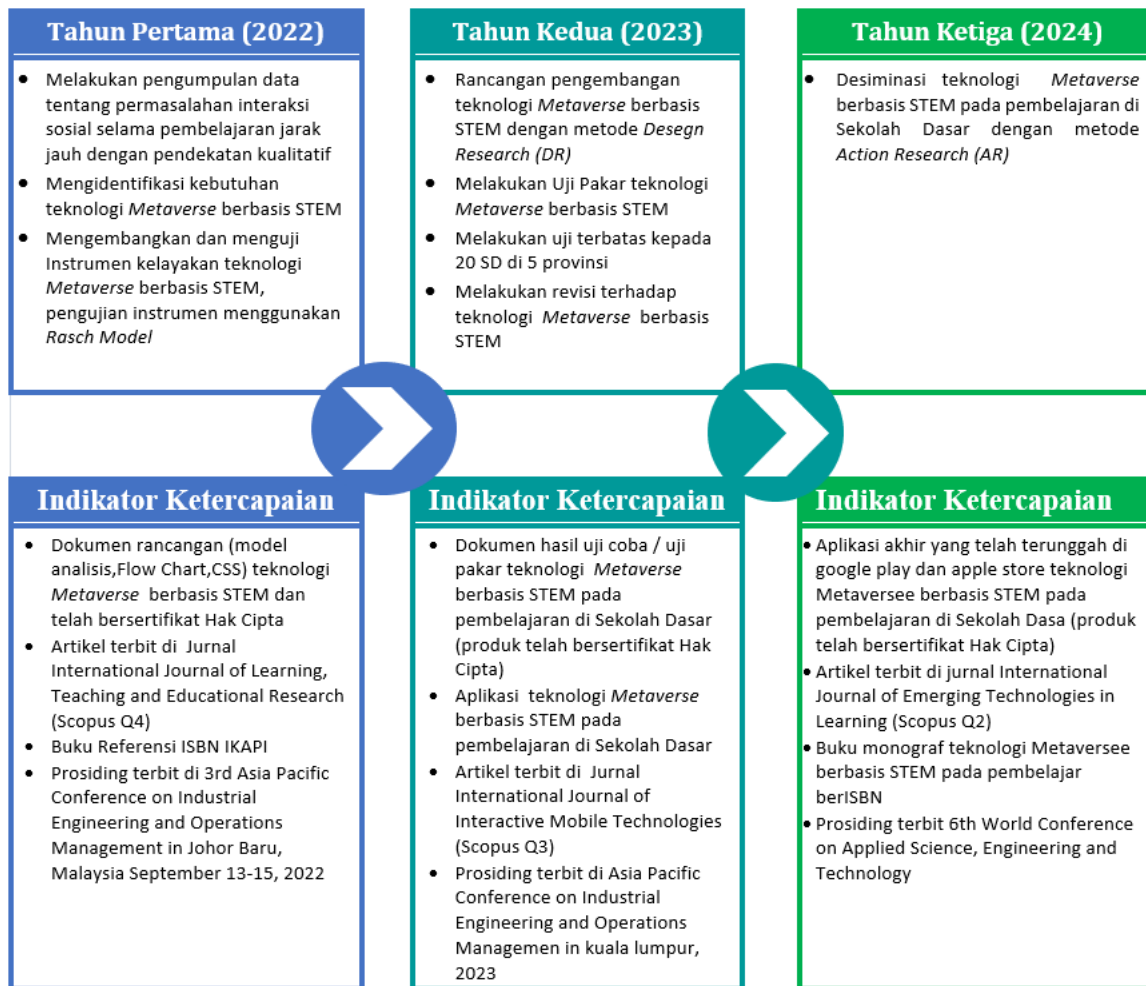 Tahun Pertama (2022)
• Melakukan pengumpulan data
tentang permasalahan interaksi
sosial selama pembelajaran jarak
jauh dengan pendekatan kualitatif
• Mengidentifikasi kebutuhan
teknologi Metaverse berbasis STEM
• Mengembangkan dan menguji
Instrumen kelayakan teknologi
Metaverse berbasis STEM,
pengujian instrumen menggunakan
Rasch Model
Tahun Kedua (2023)
• Rancangan pengembangan
teknologi Metaverse berbasis
STEM dengan metode Desegn
Research (DR)
• Melakukan Uji Pakar teknologi
Metaverse berbasis STEM
• Melakukan uji terbatas kepada
20 SD di 5 provinsi
• Melakukan revisi terhadap
teknologi Metaverse berbasis
STEM
Tahun Ketiga (2024)
• Desiminasi teknologi Metaverse
berbasis STEM pada pembelajaran di
Sekolah Dasar dengan metode
Action Research (AR)
Indikator Ketercapaian
• Dokumen rancangan (model
analisis,Flow Chart,CSS) teknologi
Metaverse berbasis STEM dan
telah bersertifikat Hak Cipta
• Artikel terbit di Jurnal
International Journal of Learning,
Teaching and Educational Research
(Scopus Q4)
• Buku Referensi ISBN IKAPI
• Prosiding terbit di 3rd Asia Pacific
Conference on Industrial
Engineering and Operations
Management in Johor Baru,
Malaysia September 13-15, 2022
Indikator Ketercapaian
• Dokumen hasil uji coba / uji
pakar teknologi Metaverse
berbasis STEM pada
pembelajaran di Sekolah Dasar
(produk telah bersertifikat Hak
Cipta)
• Aplikasi teknologi Metaverse
berbasis STEM pada
pembelajaran di Sekolah Dasar
• Artikel terbit di Jurnal
International Journal of
Interactive Mobile Technologies
(Scopus Q3)
• Prosiding terbit di Asia Pacific
Conference on Industrial
Engineering and Operations
Managemen in kuala lumpur,
2023
Indikator Ketercapaian
• Aplikasi akhir yang telah terunggah di
google play dan apple store teknologi
Metaversee berbasis STEM pada
pembelajaran di Sekolah Dasa (produk
telah bersertifikat Hak Cipta)
• Artikel terbit di jurnal International
Journal of Emerging Technologies in
Learning (Scopus Q2)
• Buku monograf teknologi Metaversee
berbasis STEM pada pembelajar
berISBN
• Prosiding terbit 6th World Conference
on Applied Science, Engineering and
Technology